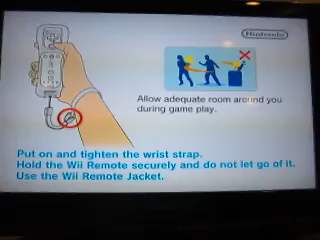 Nintendo
Allow adequate room around you
during game play.
Put on and tighten the wrist strap.
Hold the Wii Remote securely and do not let go of it.
Use the Wii Remote Jacket.